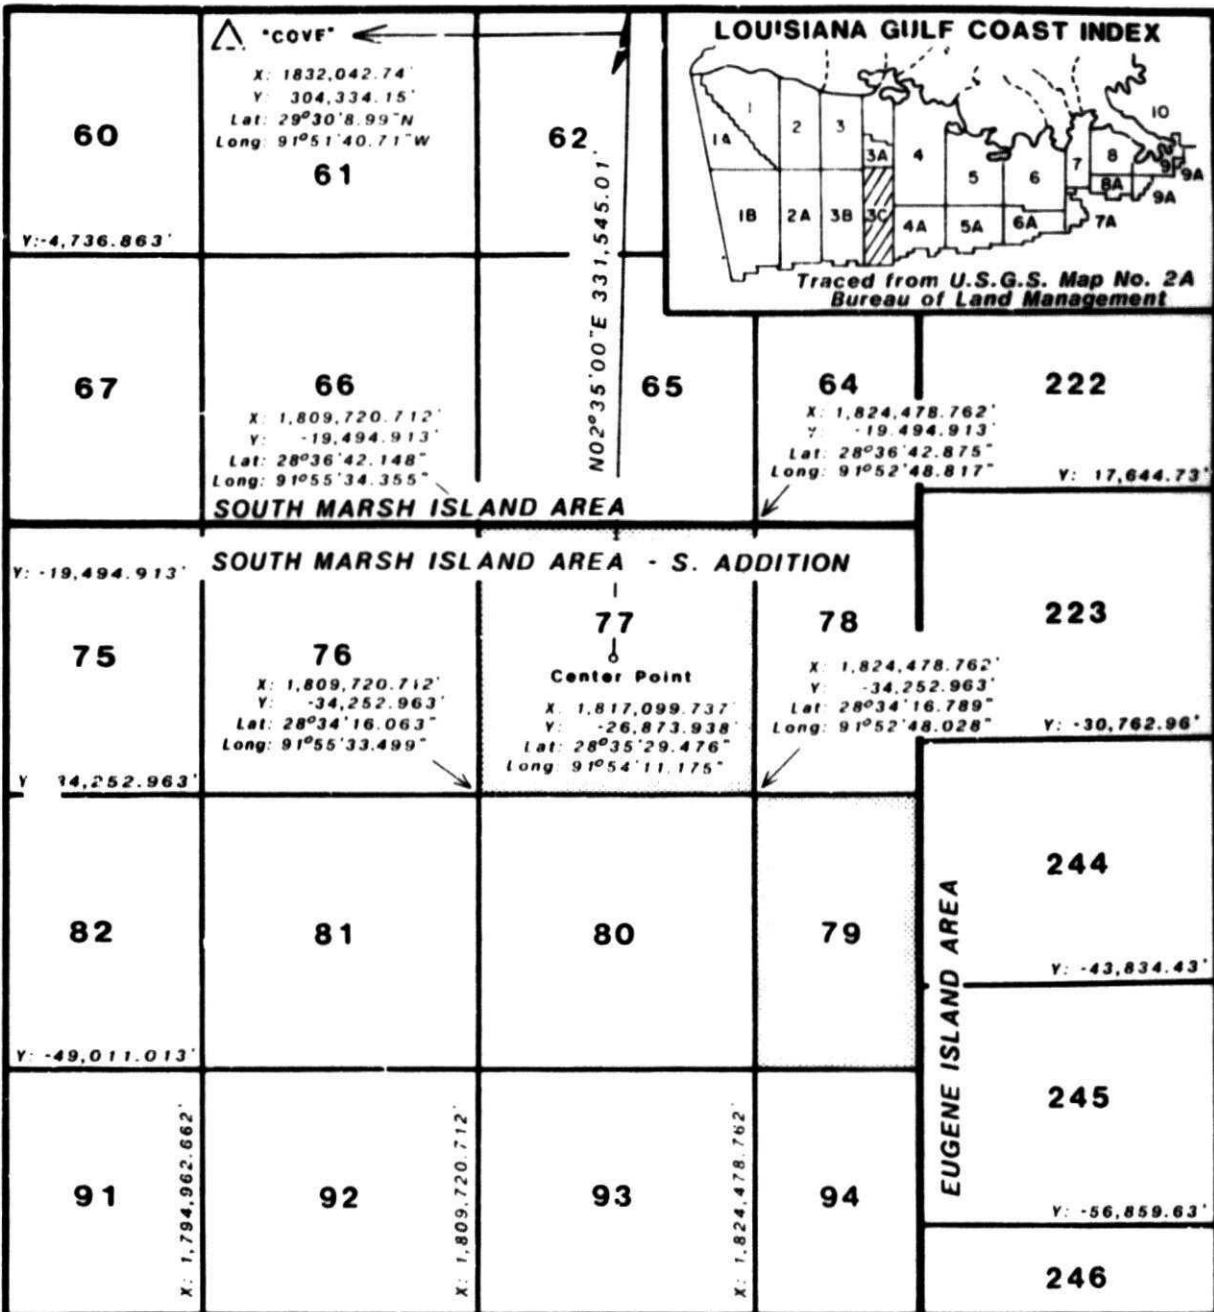 "COVE"
X: 1832,042.74'
Y: 304,334.15'
Lat: 29°30'8.99"N
Long: 91°51'40.71"W
60
61
62
Y:-4,736.863'
N02°35'00"E 331,545.01'
LOUISIANA GULF COAST INDEX
1
1A
1B
2
2A
3
3A
3B
3C
4
4A
5
5A
6
6A
7
7A
8
8A
9
9A
9A
10
Traced from U.S.G.S. Map No. 2A
Bureau of Land Management
67
66
65
64
222
X: 1,809,720.712'
Y: -19,494.913'
Lat: 28°36'42.148"
Long: 91°55'34.355"
X: 1,824,478.762'
Y: -19.494.913'
Lat: 28°36'42.875"
Long: 91°52'48.817"
Y: 17,644.73'
SOUTH MARSH ISLAND AREA
SOUTH MARSH ISLAND AREA - S. ADDITION
Y: -19,494.913'
75
76
77
78
223
X: 1,809,720.712'
Y: -34,252.963'
Lat: 28°34'16.063"
Long: 91°55'33.499"
Center Point
X: 1,817,099.737'
Y: -26,873.938'
Lat: 28°35'29.476"
Long: 91°54'11.175"
X: 1,824,478.762'
Y: -34,252.963'
Lat: 28°34'16.789"
Long: 91°52'48.028"
Y: -30,762.96'
Y 34,252.963'
82
81
80
79
244
Y: -43,834.43'
EUGENE ISLAND AREA
Y: -49,011.013'
91
X: 1,794,962.662'
92
X: 1,809,720.712'
93
X: 1,824,478.762'
94
245
Y: -56,859.63'
246